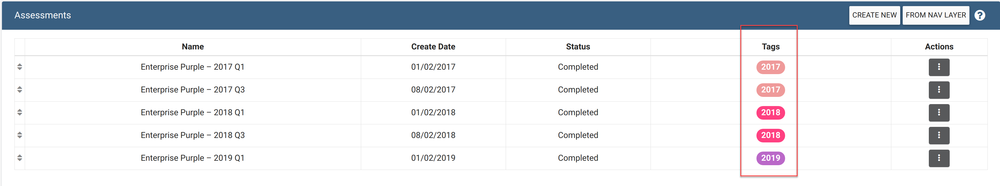 Assessments CREATE NEW FROM NAV LAYER ?
Name Create Date Status Tags Actions
Enterprise Purple – 2017 Q1 01/02/2017 Completed 2017
Enterprise Purple – 2017 Q3 08/02/2017 Completed 2017
Enterprise Purple – 2018 Q1 01/02/2018 Completed 2018
Enterprise Purple – 2018 Q3 08/02/2018 Completed 2018
Enterprise Purple – 2019 Q1 01/02/2019 Completed 2019